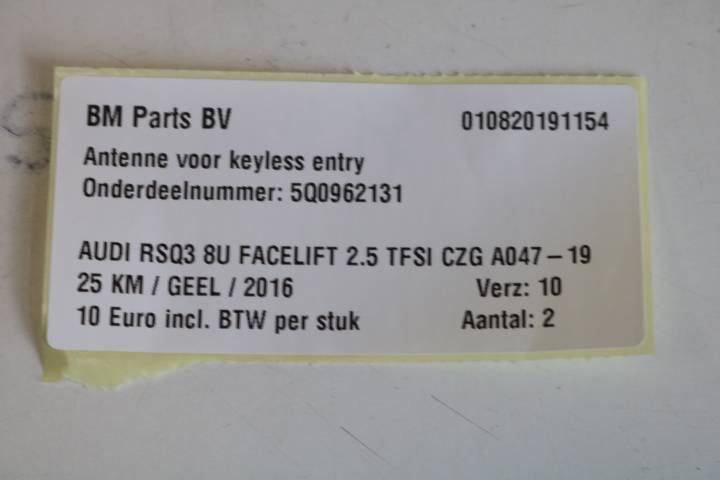 BM Parts BV 010820191154
Antenne voor keyless entry
Onderdeelnummer: 5Q0962131
AUDI RSQ3 8U FACELIFT 2.5 TFSI CZG A047 – 19
25 KM / GEEL / 2016 Verz: 10
10 Euro incl. BTW per stuk Aantal: 2